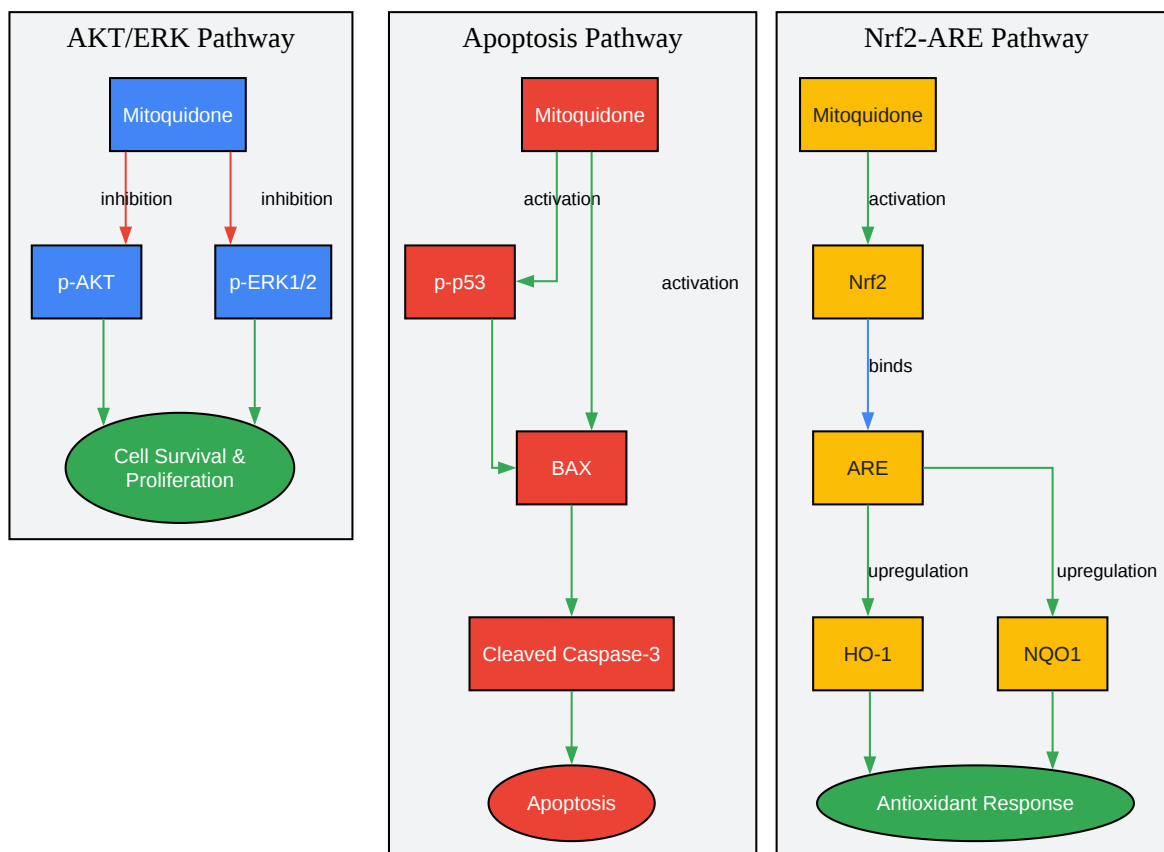 AKT/ERK Pathway
Mitoquidone
inhibition
inhibition
p-AKT
p-ERK1/2
Cell Survival &
Proliferation
Apoptosis Pathway
Mitoquidone
activation
p-p53
activation
BAX
Cleaved Caspase-3
Apoptosis
Nrf2-ARE Pathway
Mitoquidone
activation
Nrf2
binds
ARE
upregulation
upregulation
HO-1
NQO1
Antioxidant Response